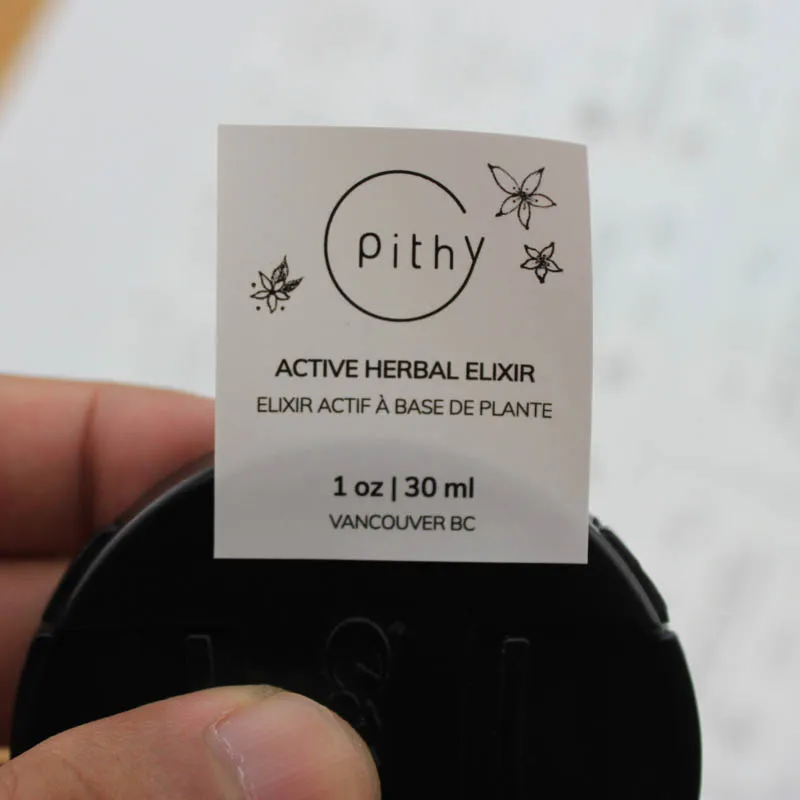 pithy
ACTIVE HERBAL ELIXIR
ELIXIR ACTIF À BASE DE PLANTE
1 oz | 30 ml
VANCOUVER BC